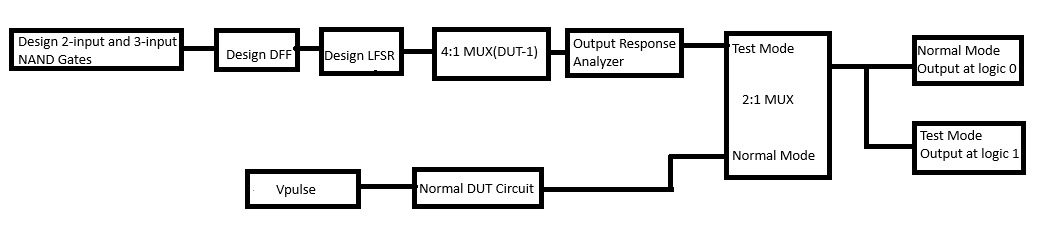 Design 2-input and 3-input
NAND Gates
Design DFF
Design LFSR
4:1 MUX(DUT-1)
Output Response
Analyzer
Test Mode
2:1 MUX
Normal Mode
Normal Mode
Output at logic 0
Test Mode
Output at logic 1
Vpulse
Normal DUT Circuit